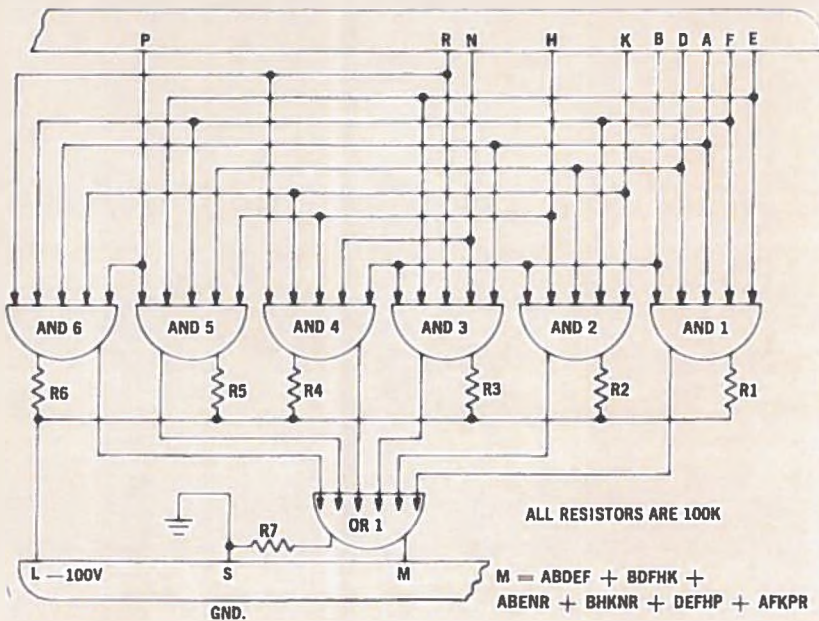 P R N H K B D A F E
AND 6 AND 5 AND 4 AND 3 AND 2 AND 1
R6 R5 R4 R3 R2 R1
OR 1
ALL RESISTORS ARE 100K
R7
L —100V S M
M = ABDEF + BDFHK +
ABENR + BHKNR + DEFHP + AFKPR
GND.